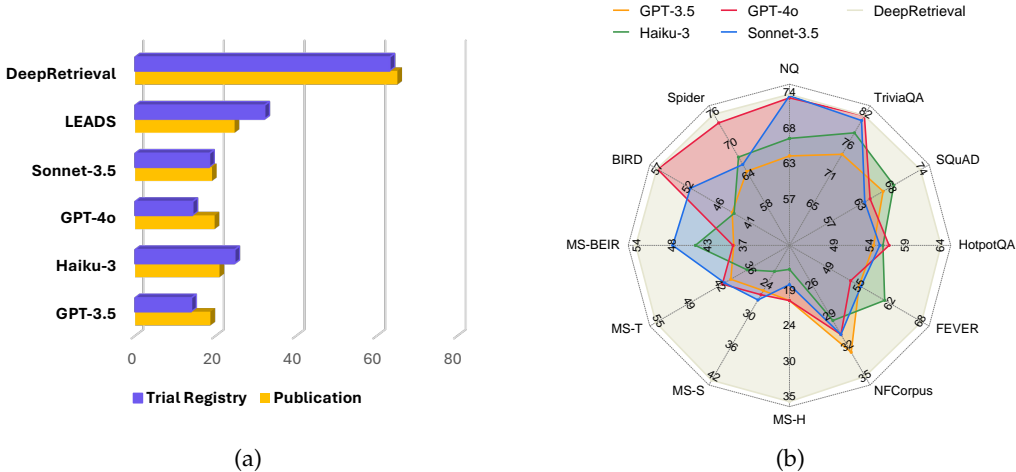 DeepRetrieval
LEADS
Sonnet-3.5
GPT-4o
Haiku-3
GPT-3.5
0 20 40 60 80
Trial Registry Publication
(a)
GPT-3.5 GPT-4o DeepRetrieval
Haiku-3 Sonnet-3.5
NQ
TriviaQA
SQuAD
HotpotQA
FEVER
NFCorpus
MS-H
MS-S
MS-T
MS-BEIR
BIRD
Spider
57 63 68 74
65 71 76 82
57 63 68 74
49 54 59 64
49 55 62 68
26 29 32 35
19 24 30 35
24 30 36 42
36 42 49 55
37 43 48 54
41 46 52 57
58 64 70 76
(b)